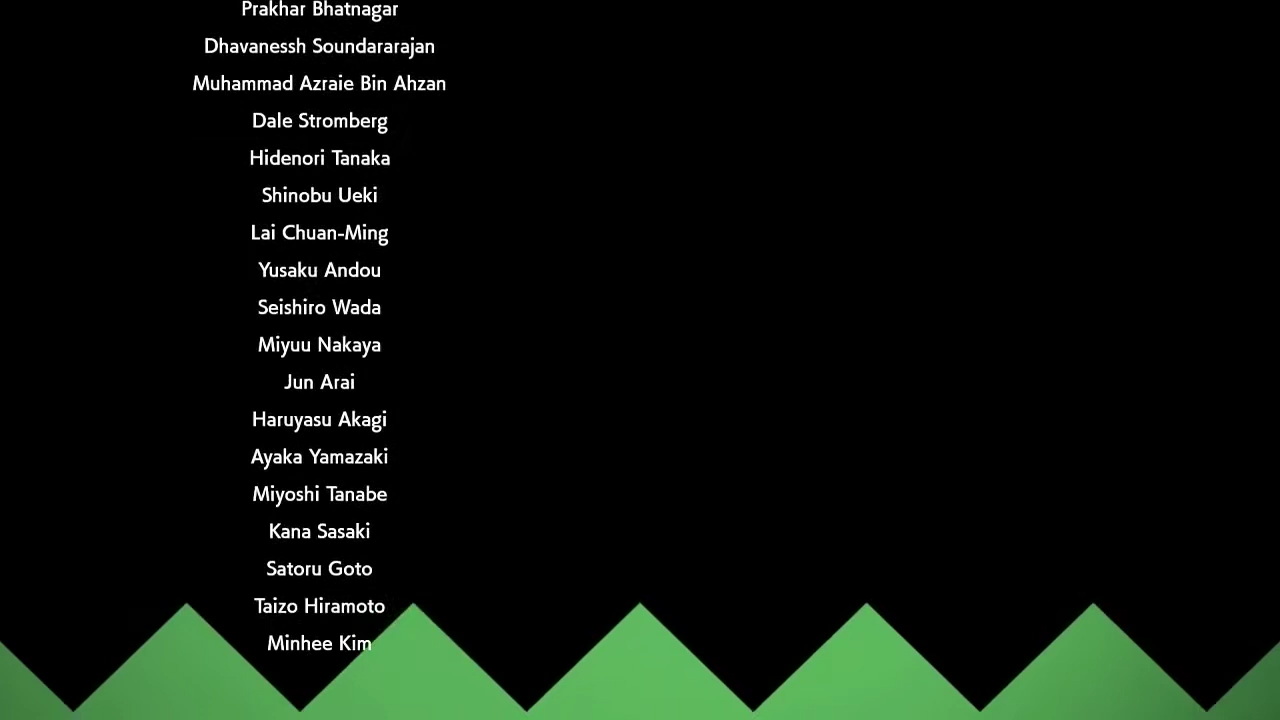 Prakhar Bhatnagar
Dhavanessh Soundararajan
Muhammad Azraie Bin Ahzan
Dale Stromberg
Hidenori Tanaka
Shinobu Ueki
Lai Chuan-Ming
Yusaku Andou
Seishiro Wada
Miyuu Nakaya
Jun Arai
Haruyasu Akagi
Ayaka Yamazaki
Miyoshi Tanabe
Kana Sasaki
Satoru Goto
Taizo Hiramoto
Minhee Kim